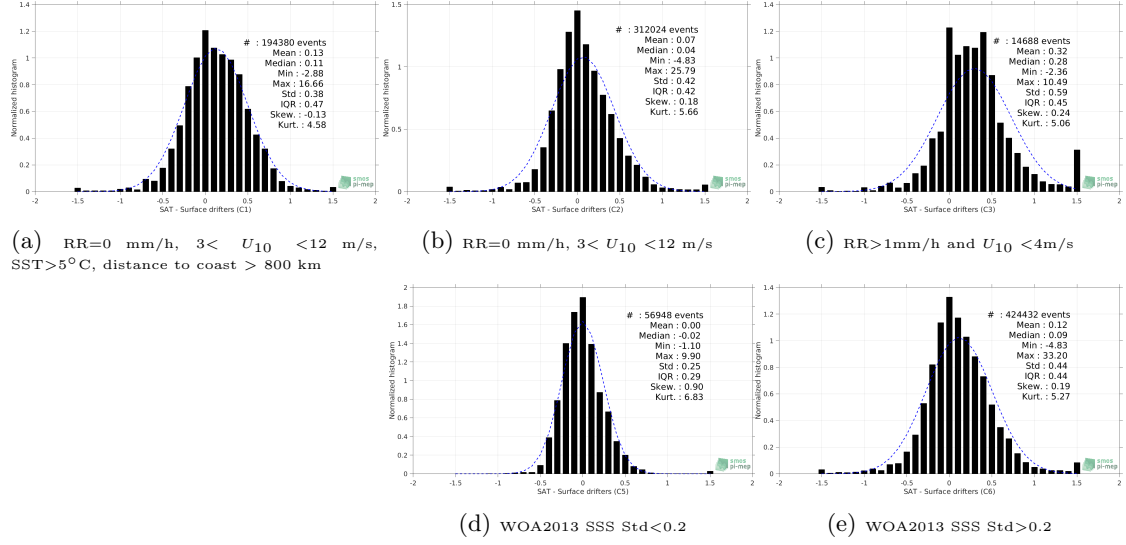 1.4
1.2
1
0.8
0.6
0.4
0.2
0
-2 -1.5 -1 -0.5 0 0.5 1 1.5 2
Normalized histogram
SAT - Surface drifters (C1)
# : 194380 events
Mean : 0.13
Median : 0.11
Min : -2.88
Max : 16.66
Std : 0.38
IQR : 0.47
Skew. : -0.13
Kurt. : 4.58
smos
pi-mep
(a) RR=0 mm/h, 3< U10 <12 m/s,
SST>5°C, distance to coast > 800 km
1.5
1
0.5
0
-2 -1.5 -1 -0.5 0 0.5 1 1.5 2
Normalized histogram
SAT - Surface drifters (C2)
# : 312024 events
Mean : 0.07
Median : 0.04
Min : -4.83
Max : 25.79
Std : 0.42
IQR : 0.42
Skew. : 0.18
Kurt. : 5.66
smos
pi-mep
(b) RR=0 mm/h, 3< U10 <12 m/s
1.4
1.2
1
0.8
0.6
0.4
0.2
0
-2 -1.5 -1 -0.5 0 0.5 1 1.5 2
Normalized histogram
SAT - Surface drifters (C3)
# : 14688 events
Mean : 0.32
Median : 0.28
Min : -2.36
Max : 10.49
Std : 0.59
IQR : 0.45
Skew. : 0.24
Kurt. : 5.06
smos
pi-mep
(c) RR>1mm/h and U10 <4m/s
2
1.8
1.6
1.4
1.2
1
0.8
0.6
0.4
0.2
0
-2 -1.5 -1 -0.5 0 0.5 1 1.5 2
Normalized histogram
SAT - Surface drifters (C5)
# : 56948 events
Mean : 0.00
Median : -0.02
Min : -1.10
Max : 9.90
Std : 0.25
IQR : 0.29
Skew. : 0.90
Kurt. : 6.83
smos
pi-mep
(d) WOA2013 SSS Std<0.2
1.4
1.2
1
0.8
0.6
0.4
0.2
0
-2 -1.5 -1 -0.5 0 0.5 1 1.5 2
Normalized histogram
SAT - Surface drifters (C6)
# : 424432 events
Mean : 0.12
Median : 0.09
Min : -4.83
Max : 33.20
Std : 0.44
IQR : 0.44
Skew. : 0.19
Kurt. : 5.27
smos
pi-mep
(e) WOA2013 SSS Std>0.2